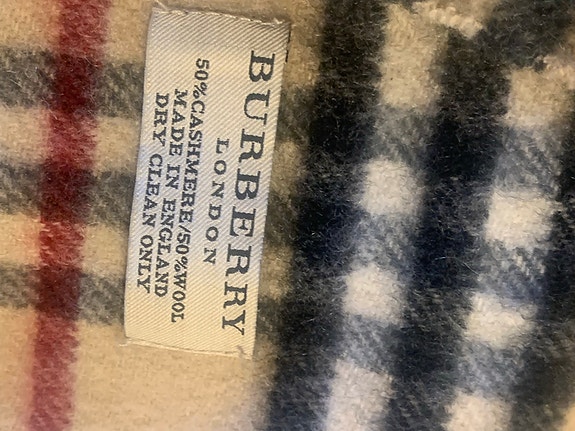 BURBERRY
LONDON
50%CASHMERE/50%WOOL
MADE IN ENGLAND
DRY CLEAN ONLY